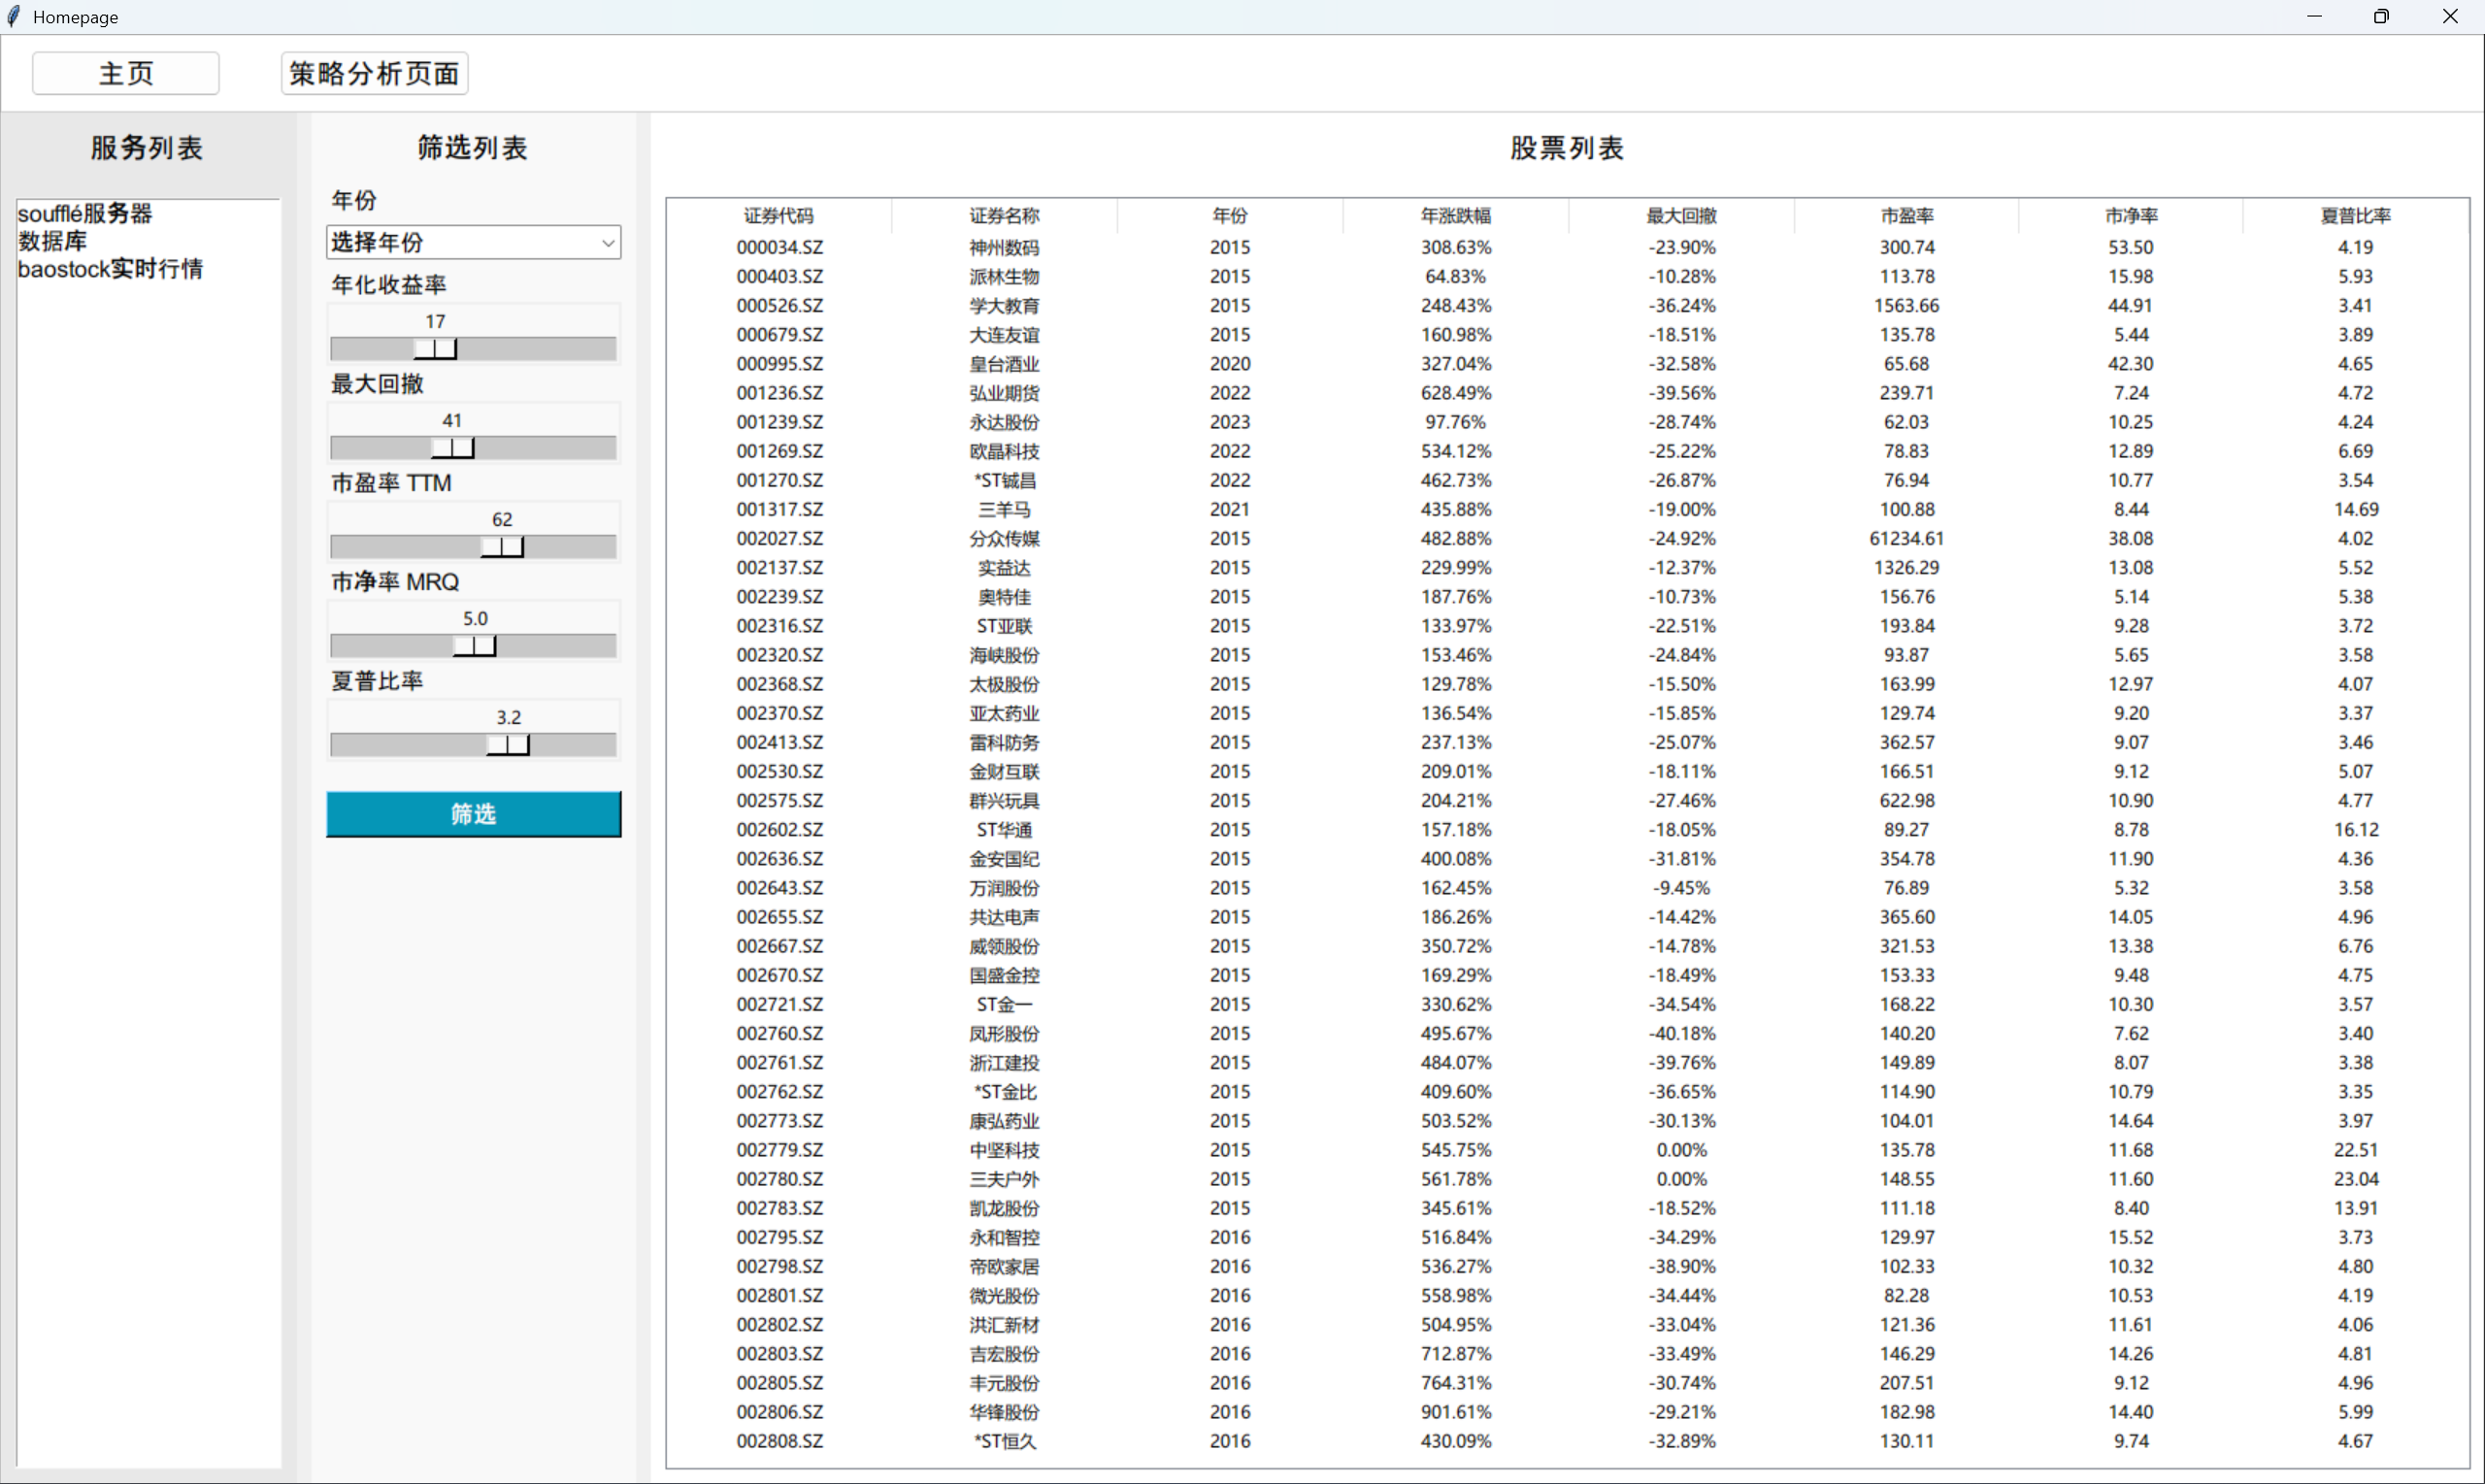 Homepage
主页 策略分析页面
服务列表
soufflé服务器
数据库
baostock实时行情
筛选列表
年份
选择年份
年化收益率
17
最大回撤
41
市盈率 TTM
62
市净率 MRQ
5.0
夏普比率
3.2
筛选
股票列表
证券代码 证券名称 年份 年涨跌幅 最大回撤 市盈率 市净率 夏普比率
000034.SZ 神州数码 2015 308.63% -23.90% 300.74 53.50 4.19
000403.SZ 派林生物 2015 64.83% -10.28% 113.78 15.98 5.93
000526.SZ 学大教育 2015 248.43% -36.24% 1563.66 44.91 3.41
000679.SZ 大连友谊 2015 160.98% -18.51% 135.78 5.44 3.89
000995.SZ 皇台酒业 2020 327.04% -32.58% 65.68 42.30 4.65
001236.SZ 弘业期货 2022 628.49% -39.56% 239.71 7.24 4.72
001239.SZ 永达股份 2023 97.76% -28.74% 62.03 10.25 4.24
001269.SZ 欧晶科技 2022 534.12% -25.22% 78.83 12.89 6.69
001270.SZ *ST铖昌 2022 462.73% -26.87% 76.94 10.77 3.54
001317.SZ 三羊马 2021 435.88% -19.00% 100.88 8.44 14.69
002027.SZ 分众传媒 2015 482.88% -24.92% 61234.61 38.08 4.02
002137.SZ 实益达 2015 229.99% -12.37% 1326.29 13.08 5.52
002239.SZ 奥特佳 2015 187.76% -10.73% 156.76 5.14 5.38
002316.SZ ST亚联 2015 133.97% -22.51% 193.84 9.28 3.72
002320.SZ 海峡股份 2015 153.46% -24.84% 93.87 5.65 3.58
002368.SZ 太极股份 2015 129.78% -15.50% 163.99 12.97 4.07
002370.SZ 亚太药业 2015 136.54% -15.85% 129.74 9.20 3.37
002413.SZ 雷科防务 2015 237.13% -25.07% 362.57 9.07 3.46
002530.SZ 金财互联 2015 209.01% -18.11% 166.51 9.12 5.07
002575.SZ 群兴玩具 2015 204.21% -27.46% 622.98 10.90 4.77
002602.SZ ST华通 2015 157.18% -18.05% 89.27 8.78 16.12
002636.SZ 金安国纪 2015 400.08% -31.81% 354.78 11.90 4.36
002643.SZ 万润股份 2015 162.45% -9.45% 76.89 5.32 3.58
002655.SZ 共达电声 2015 186.26% -14.42% 365.60 14.05 4.96
002667.SZ 威领股份 2015 350.72% -14.78% 321.53 13.38 6.76
002670.SZ 国盛金控 2015 169.29% -18.49% 153.33 9.48 4.75
002721.SZ ST金一 2015 330.62% -34.54% 168.22 10.30 3.57
002760.SZ 凤形股份 2015 495.67% -40.18% 140.20 7.62 3.40
002761.SZ 浙江建投 2015 484.07% -39.76% 149.89 8.07 3.38
002762.SZ *ST金比 2015 409.60% -36.65% 114.90 10.79 3.35
002773.SZ 康弘药业 2015 503.52% -30.13% 104.01 14.64 3.97
002779.SZ 中坚科技 2015 545.75% 0.00% 135.78 11.68 22.51
002780.SZ 三夫户外 2015 561.78% 0.00% 148.55 11.60 23.04
002783.SZ 凯龙股份 2015 345.61% -18.52% 111.18 8.40 13.91
002795.SZ 永和智控 2016 516.84% -34.29% 129.97 15.52 3.73
002798.SZ 帝欧家居 2016 536.27% -38.90% 102.33 10.32 4.80
002801.SZ 微光股份 2016 558.98% -34.44% 82.28 10.53 4.19
002802.SZ 洪汇新材 2016 504.95% -33.04% 121.36 11.61 4.06
002803.SZ 吉宏股份 2016 712.87% -33.49% 146.29 14.26 4.81
002805.SZ 丰元股份 2016 764.31% -30.74% 207.51 9.12 4.96
002806.SZ 华锋股份 2016 901.61% -29.21% 182.98 14.40 5.99
002808.SZ *ST恒久 2016 430.09% -32.89% 130.11 9.74 4.67